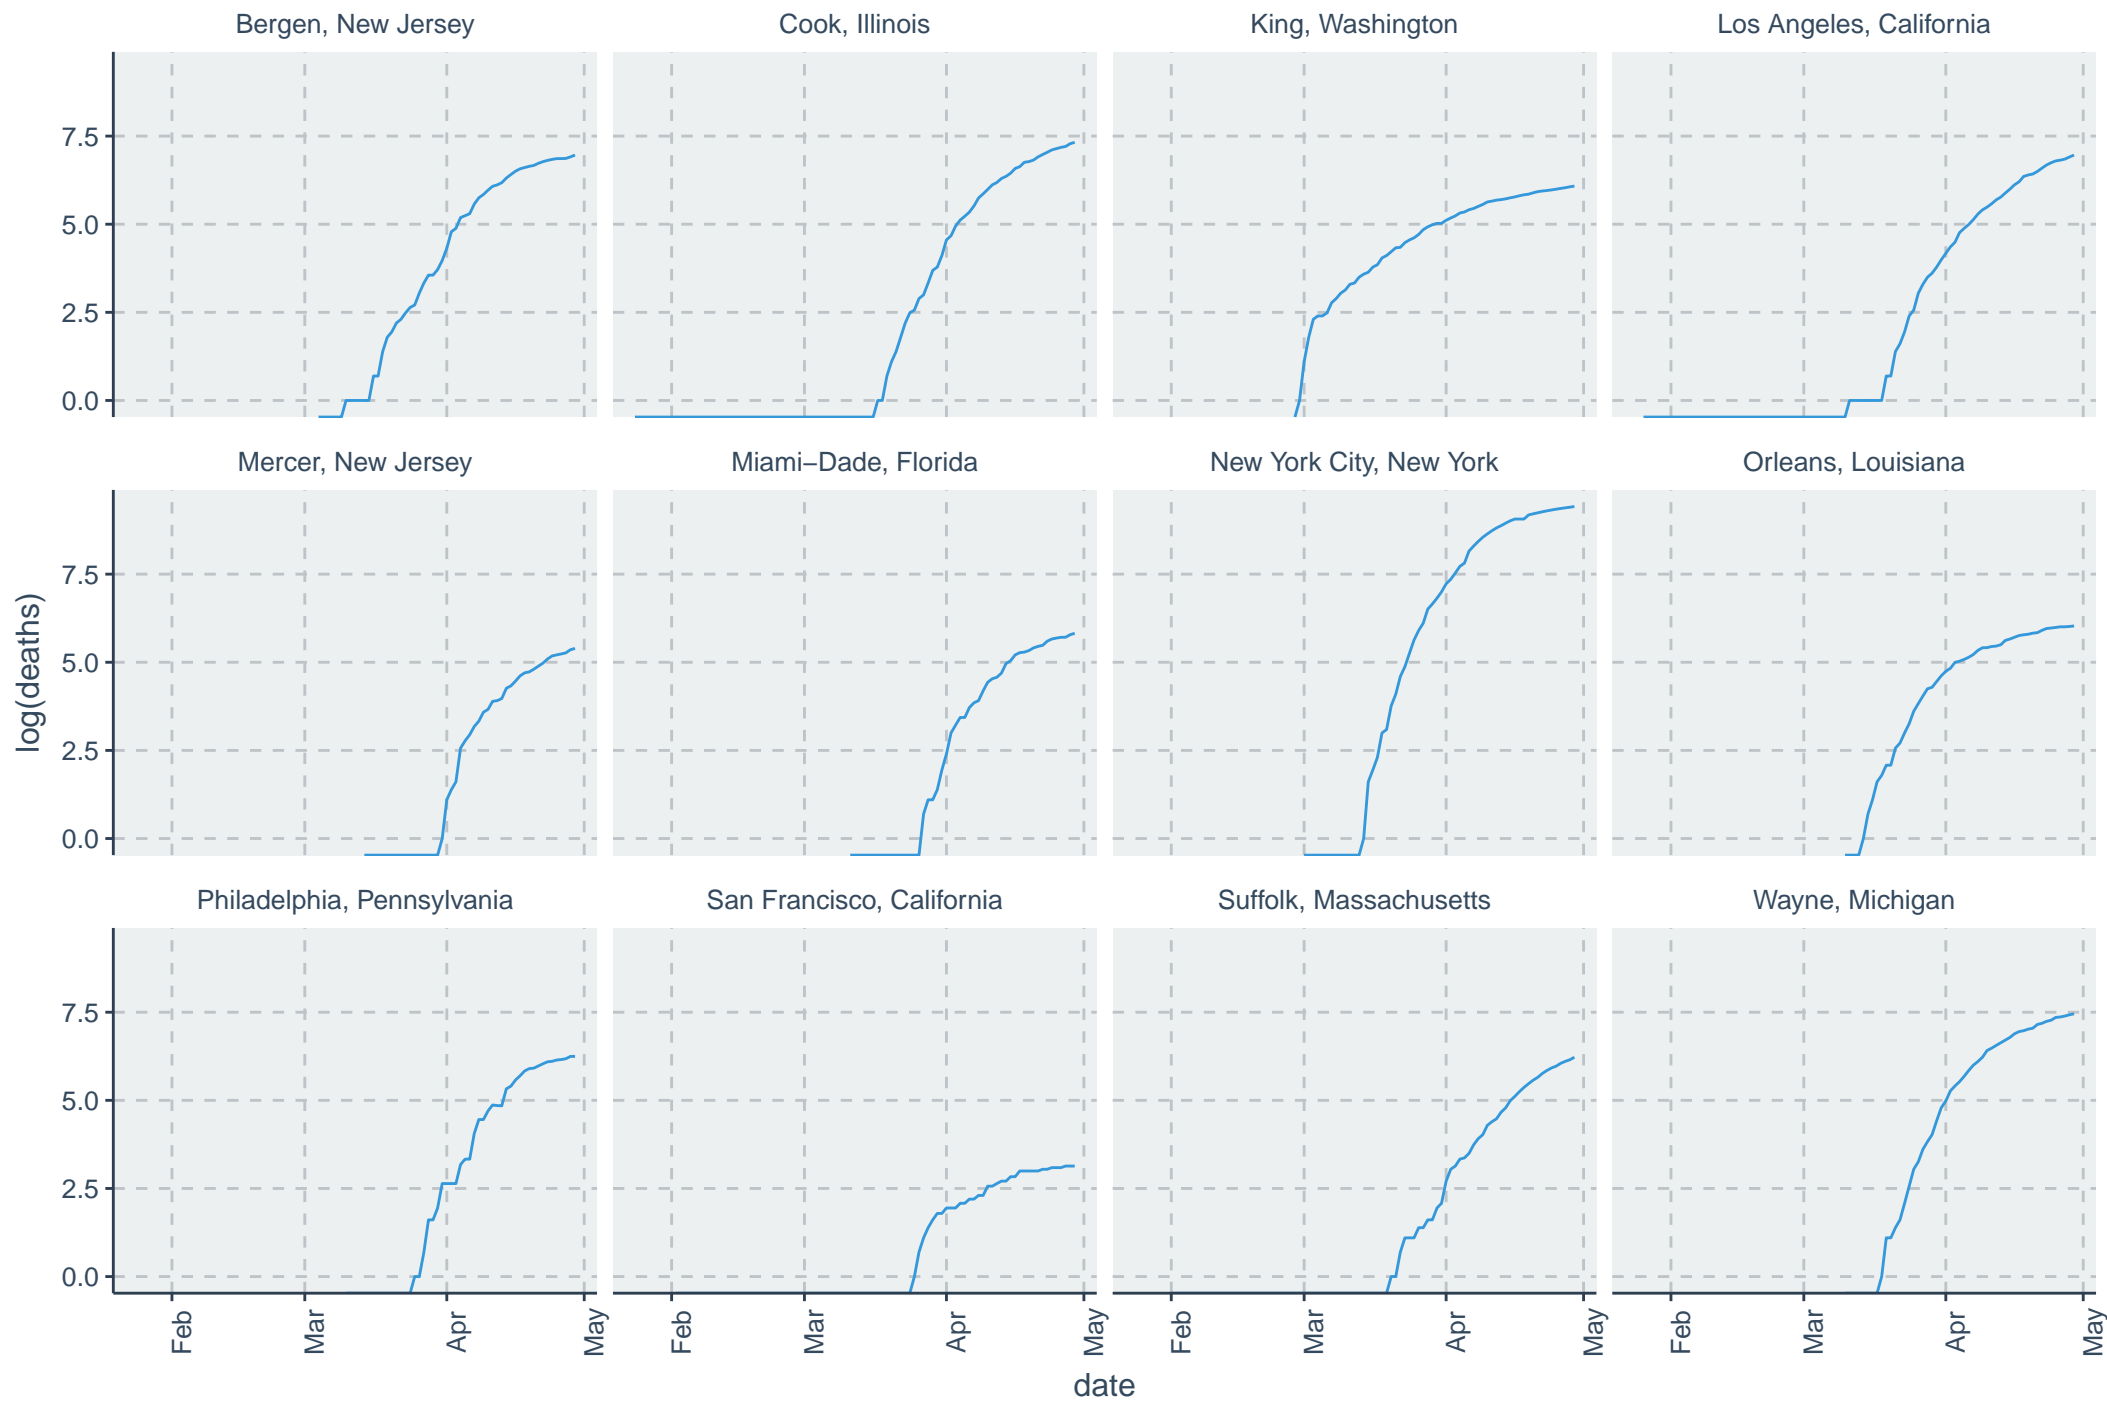 Bergen, New Jersey
Cook, Illinois
King, Washington
Los Angeles, California
7.5
5.0
2.5
0.0
Mercer, New Jersey
Miami−Dade, Florida
New York City, New York
Orleans, Louisiana
7.5
5.0
2.5
0.0
log(deaths)
Philadelphia, Pennsylvania
San Francisco, California
Suffolk, Massachusetts
Wayne, Michigan
7.5
5.0
2.5
0.0
Feb
Mar
Apr
May
Feb
Mar
Apr
May
Feb
Mar
Apr
May
Feb
Mar
Apr
May
date